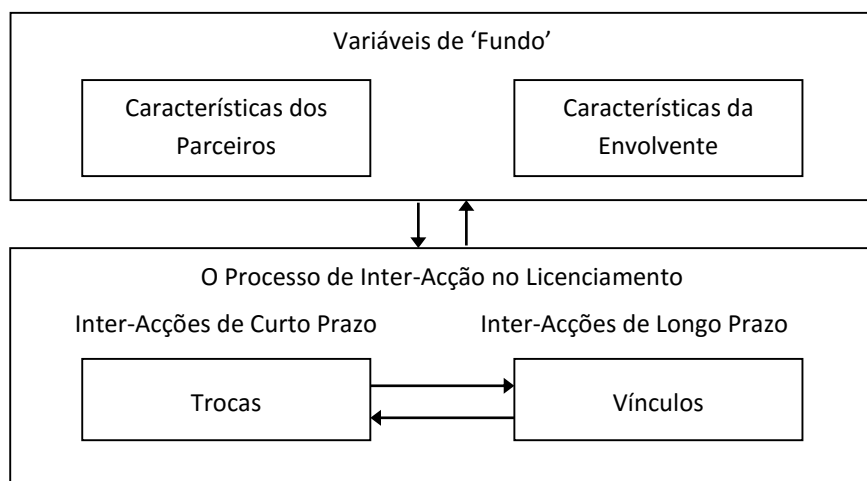 Variáveis de ‘Fundo’
Características dos
Parceiros
Características da
Envolvente
O Processo de Inter-Acção no Licenciamento
Inter-Acções de Curto Prazo
Inter-Acções de Longo Prazo
Trocas
Vínculos